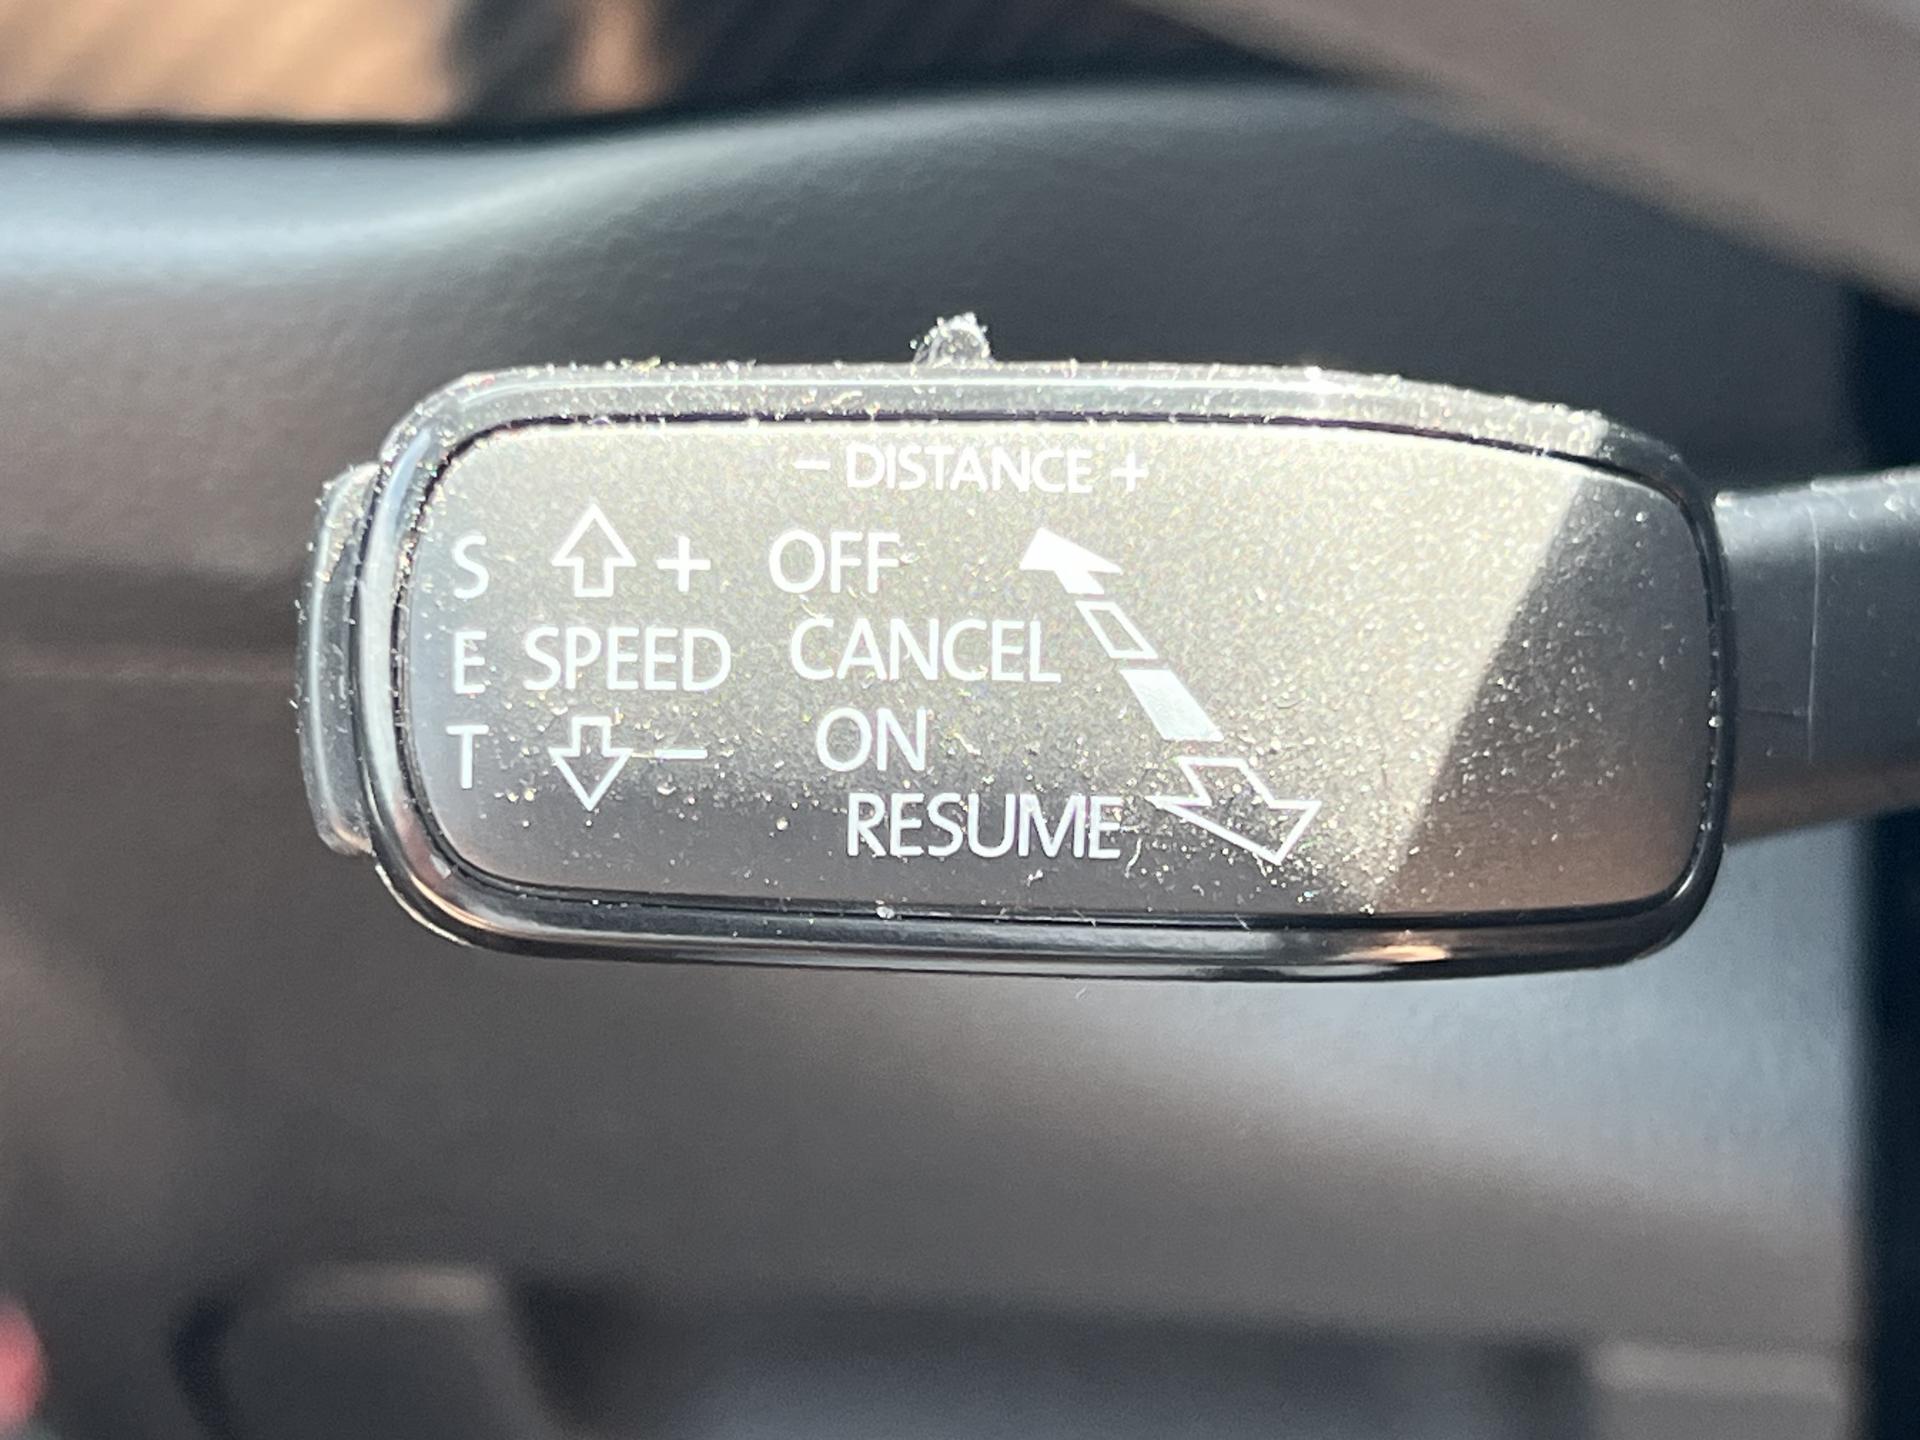 − DISTANCE +
S + OFF
E SPEED CANCEL
T − ON
RESUME